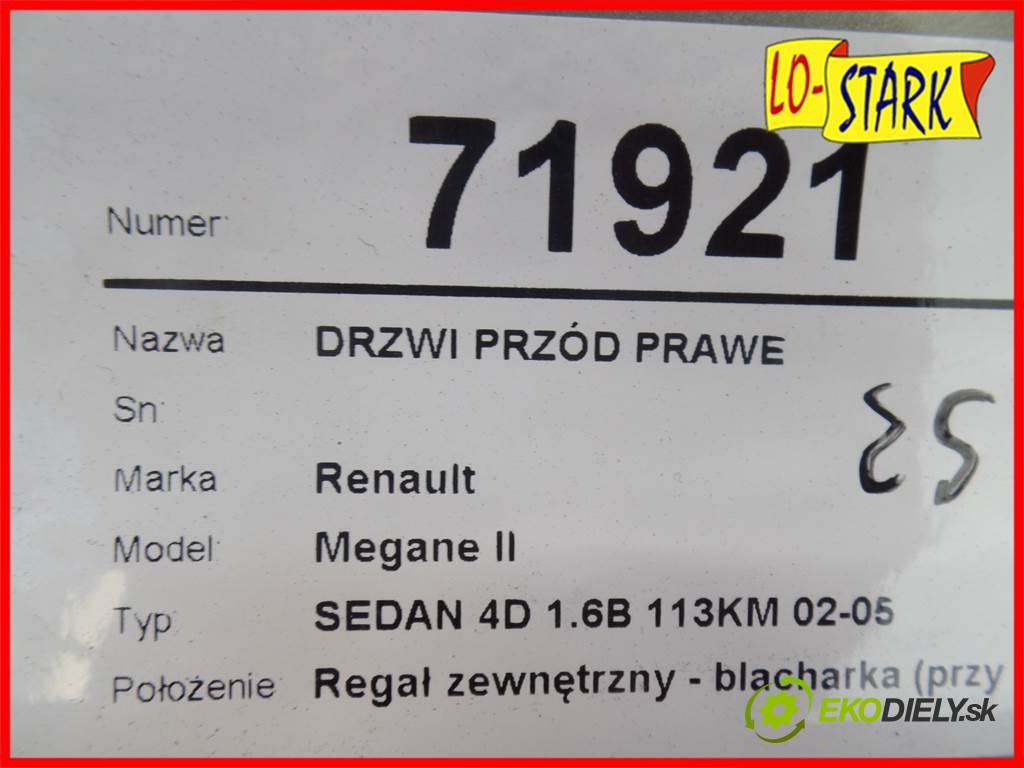 LO-STARK
Numer: 71921
Nazwa DRZWI PRZÓD PRAWE
Sn:
Marka Renault
Model: Megane II
Typ SEDAN 4D 1.6B 113KM 02-05
Położenie Regał zewnętrzny - blacharka (przy
EKODIELY.sk